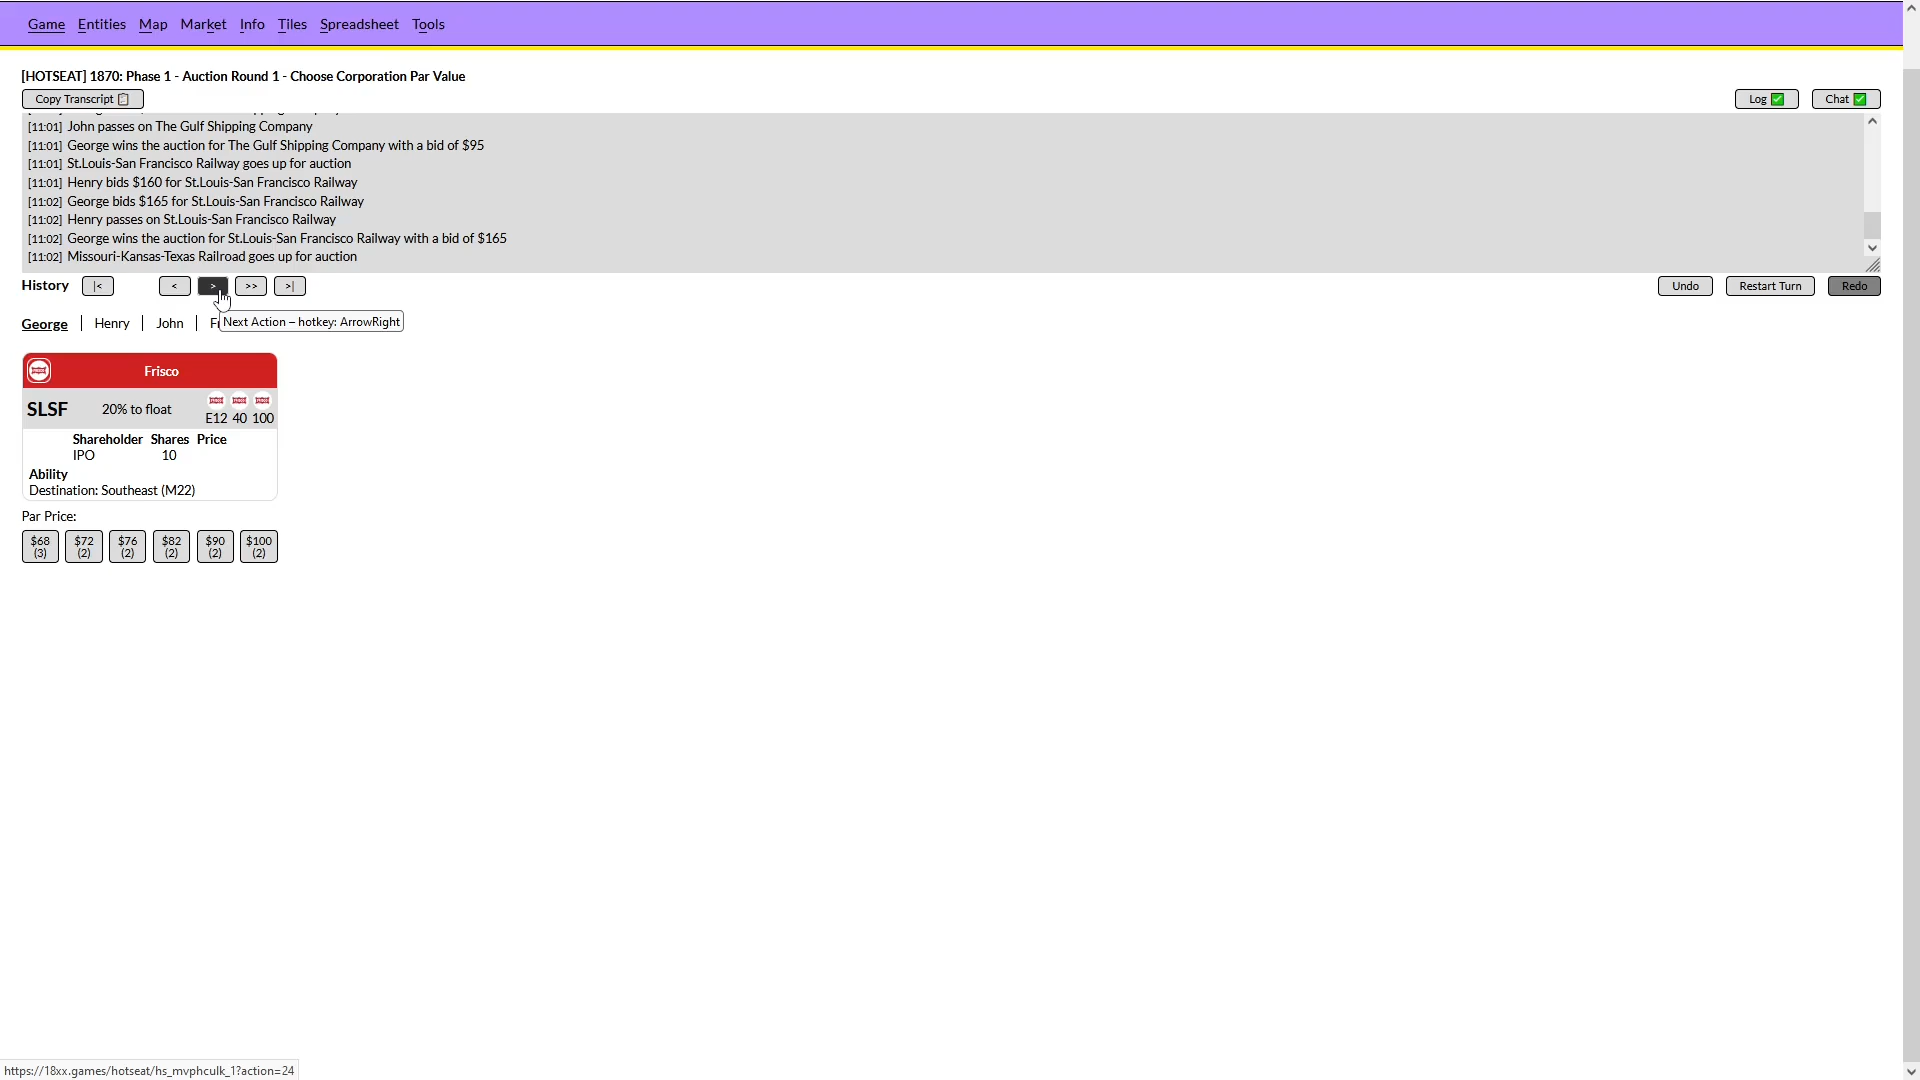 Game Entities Map Market Info Tiles Spreadsheet Tools
[HOTSEAT] 1870: Phase 1 - Auction Round 1 - Choose Corporation Par Value
Copy Transcript
Log Chat
[11:01] John passes on The Gulf Shipping Company
[11:01] George wins the auction for The Gulf Shipping Company with a bid of $95
[11:01] St.Louis-San Francisco Railway goes up for auction
[11:01] Henry bids $160 for St.Louis-San Francisco Railway
[11:02] George bids $165 for St.Louis-San Francisco Railway
[11:02] Henry passes on St.Louis-San Francisco Railway
[11:02] George wins the auction for St.Louis-San Francisco Railway with a bid of $165
[11:02] Missouri-Kansas-Texas Railroad goes up for auction
History |< < > >> >| Undo Restart Turn Redo
George Henry John
Next Action – hotkey: ArrowRight
Frisco
SLSF 20% to float E12 40 100
Shareholder Shares Price
IPO 10
Ability
Destination: Southeast (M22)
Par Price:
$68 $72 $76 $82 $90 $100
(3) (2) (2) (2) (2) (2)
https://18xx.games/hotseat/hs_mvphculk_1?action=24